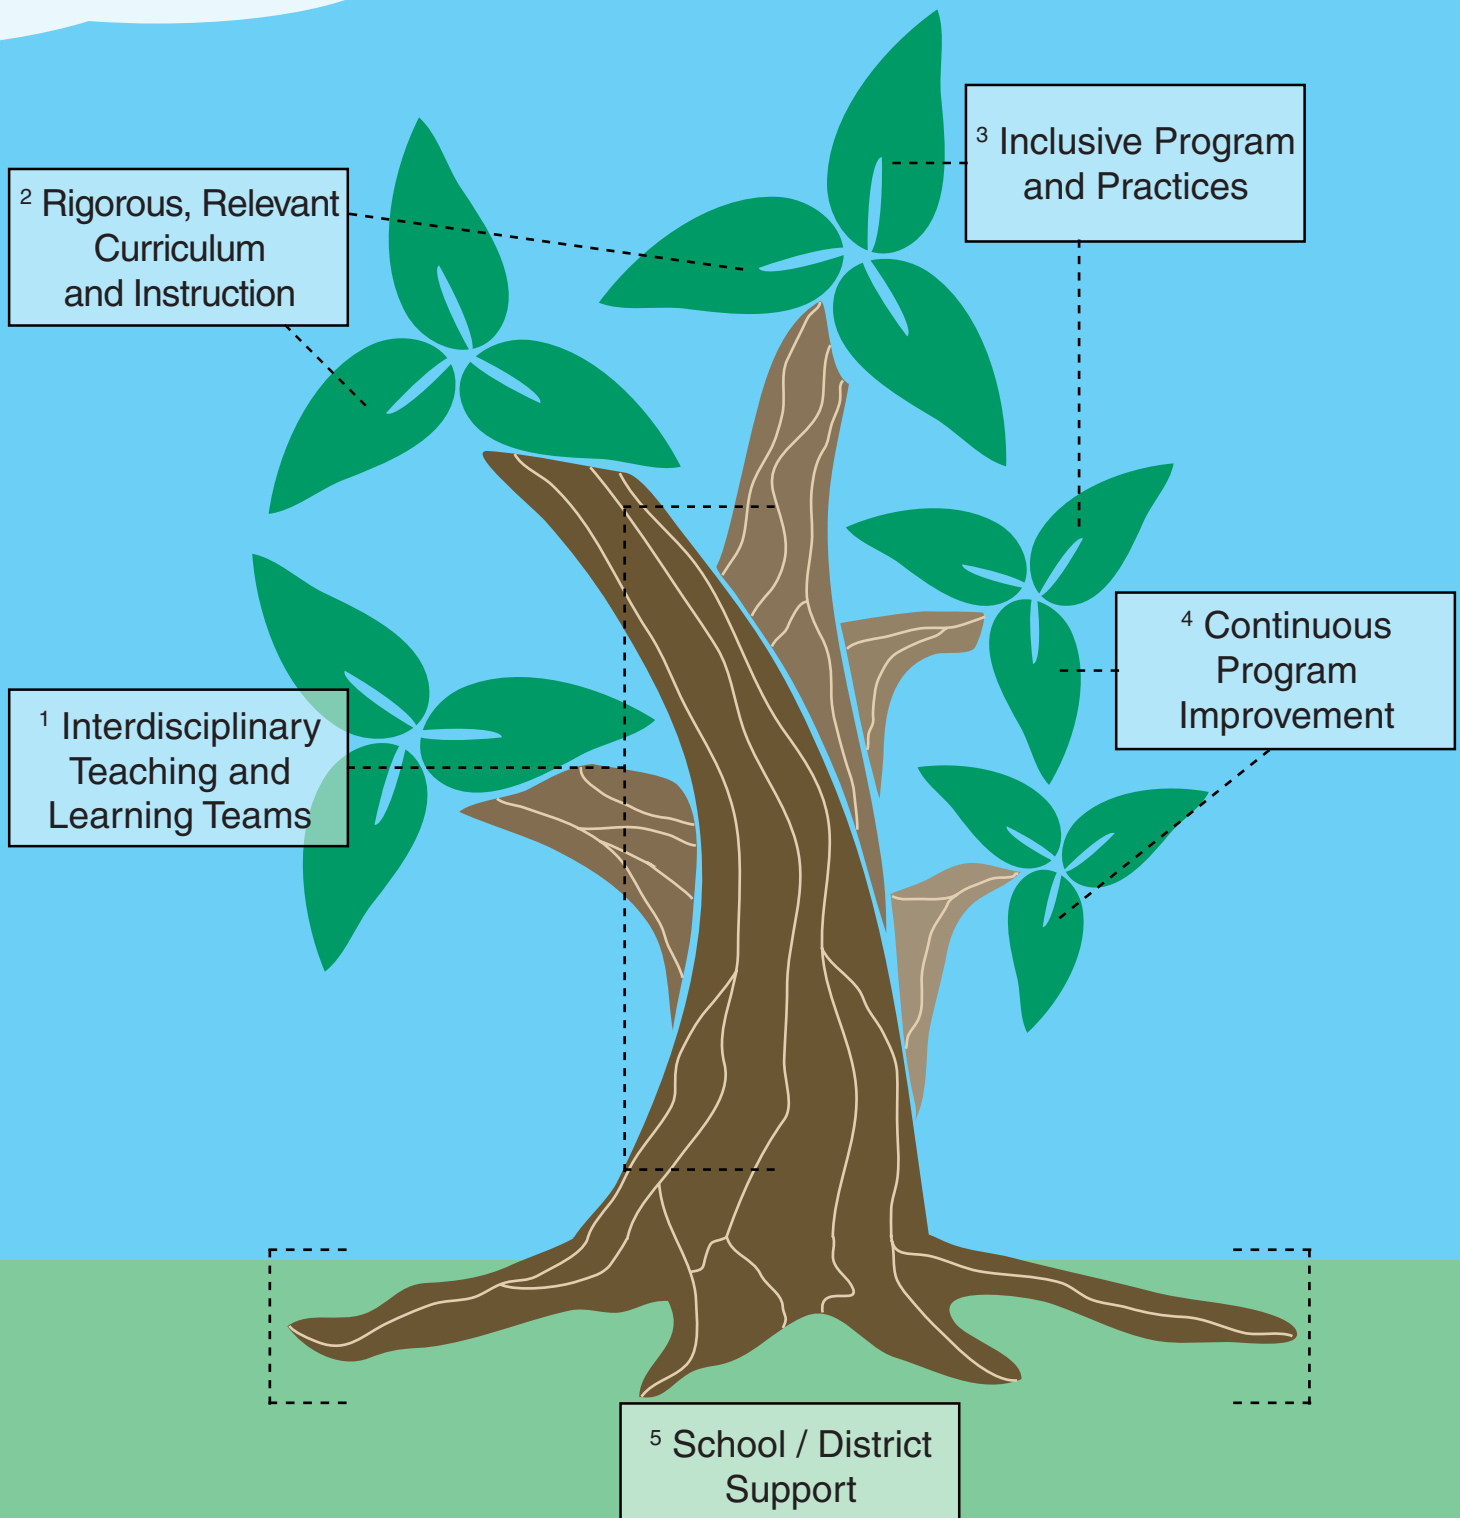 ³ Inclusive Program
and Practices
² Rigorous, Relevant
Curriculum
and Instruction
⁴ Continuous
Program
Improvement
¹ Interdisciplinary
Teaching and
Learning Teams
⁵ School / District
Support